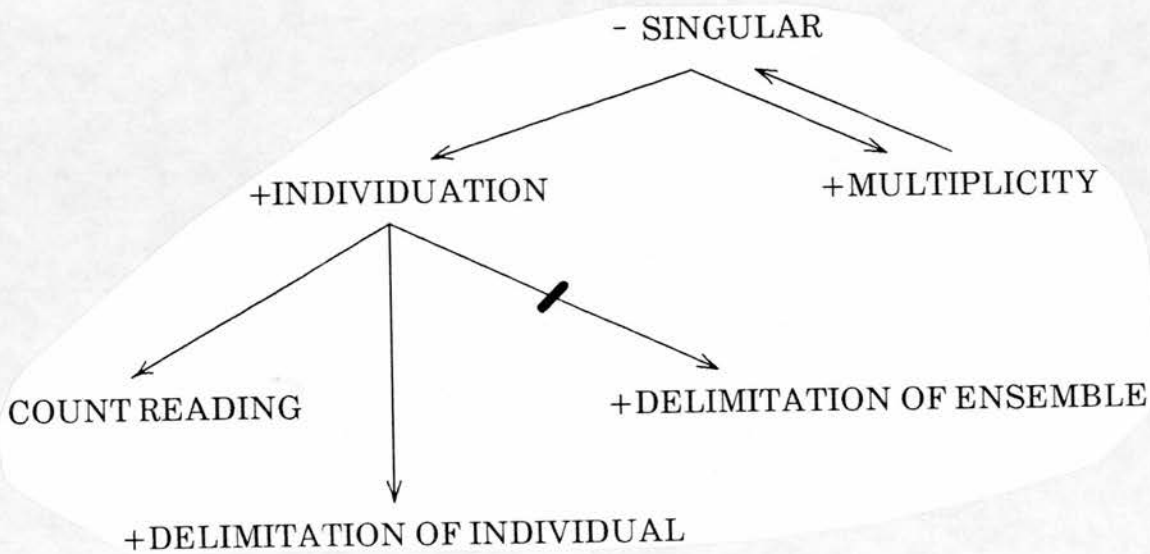 - SINGULAR
+INDIVIDUATION
+MULTIPLICITY
COUNT READING
+DELIMITATION OF ENSEMBLE
+DELIMITATION OF INDIVIDUAL